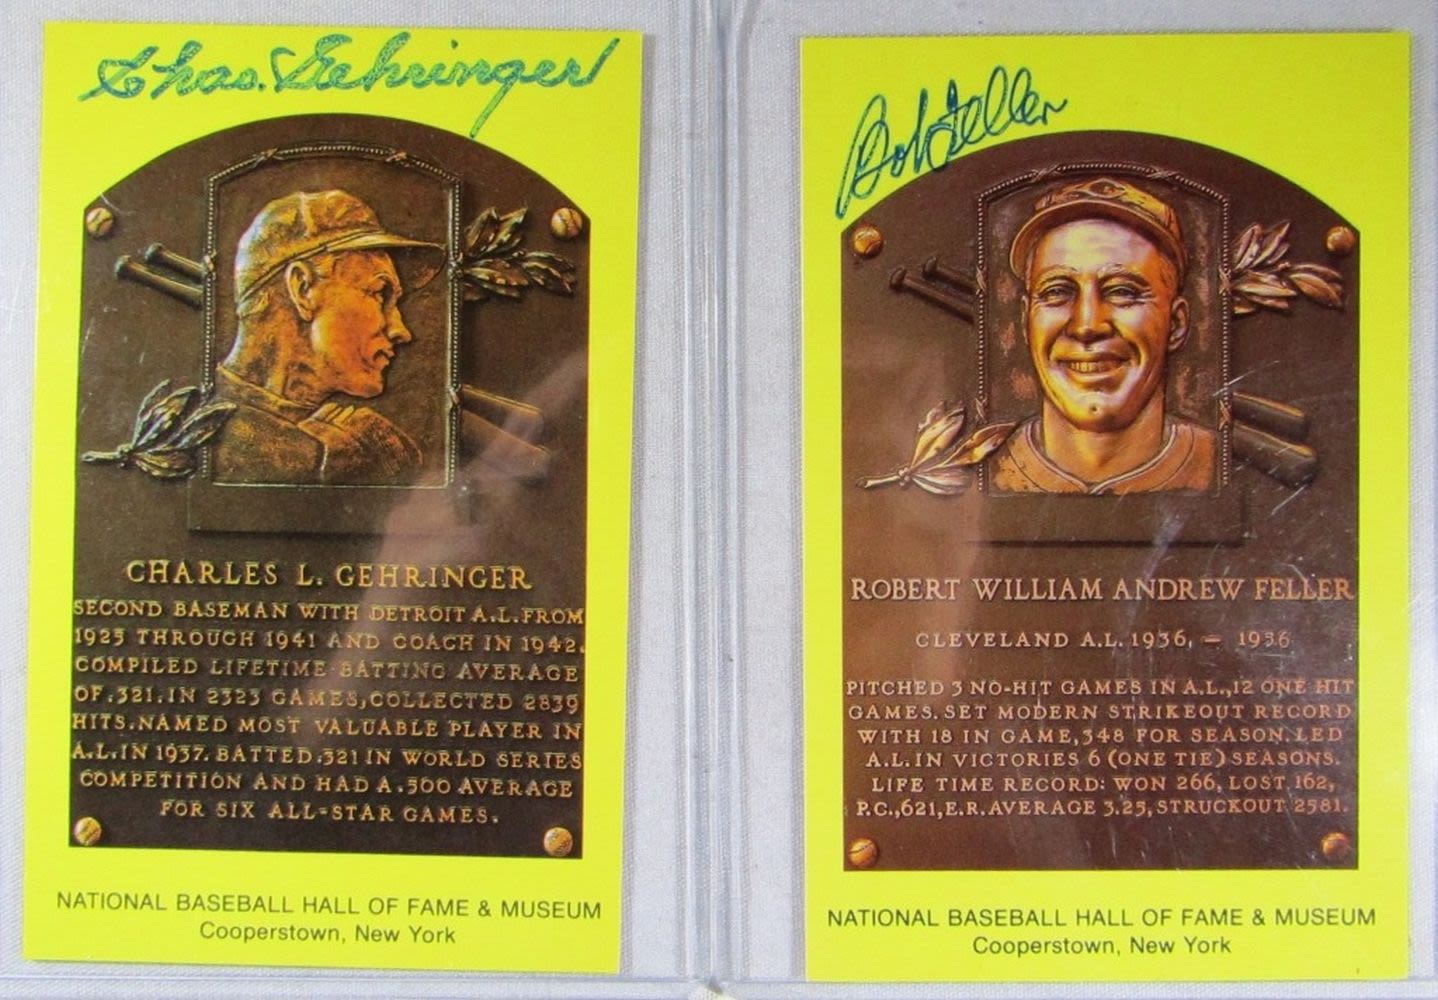 Chas. Gehringer
CHARLES L. GEHRINGER
SECOND BASEMAN WITH DETROIT A.L. FROM
1925 THROUGH 1941 AND COACH IN 1942.
COMPILED LIFETIME BATTING AVERAGE
OF .321. IN 2323 GAMES, COLLECTED 2839
HITS. NAMED MOST VALUABLE PLAYER IN
A.L. IN 1937. BATTED .321 IN WORLD SERIES
COMPETITION AND HAD A .500 AVERAGE
FOR SIX ALL-STAR GAMES.
NATIONAL BASEBALL HALL OF FAME & MUSEUM
Cooperstown, New York
Bob Feller
ROBERT WILLIAM ANDREW FELLER
CLEVELAND A.L. 1936, – 1956
PITCHED 3 NO-HIT GAMES IN A.L., 12 ONE HIT
GAMES. SET MODERN STRIKEOUT RECORD
WITH 18 IN GAME, 348 FOR SEASON. LED
A.L. IN VICTORIES 6 (ONE TIE) SEASONS.
LIFE TIME RECORD: WON 266, LOST 162,
P.C., 621, E.R. AVERAGE 3.25, STRUCKOUT 2581.
NATIONAL BASEBALL HALL OF FAME & MUSEUM
Cooperstown, New York